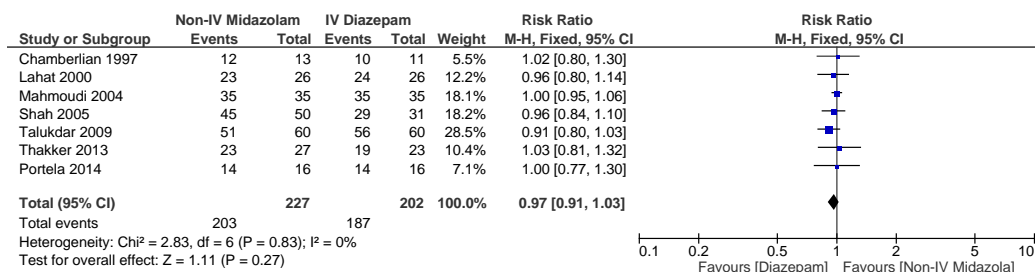 Non-IV Midazolam IV Diazepam Risk Ratio Risk Ratio
Study or Subgroup Events Total Events Total Weight M-H, Fixed, 95% CI M-H, Fixed, 95% CI
Chamberlian 1997 12 13 10 11 5.5% 1.02 [0.80, 1.30]
Lahat 2000 23 26 24 26 12.2% 0.96 [0.80, 1.14]
Mahmoudi 2004 35 35 35 35 18.1% 1.00 [0.95, 1.06]
Shah 2005 45 50 29 31 18.2% 0.96 [0.84, 1.10]
Talukdar 2009 51 60 56 60 28.5% 0.91 [0.80, 1.03]
Thakker 2013 23 27 19 23 10.4% 1.03 [0.81, 1.32]
Portela 2014 14 16 14 16 7.1% 1.00 [0.77, 1.30]
Total (95% CI) 227 202 100.0% 0.97 [0.91, 1.03]
Total events 203 187
Heterogeneity: Chi² = 2.83, df = 6 (P = 0.83); I² = 0%
Test for overall effect: Z = 1.11 (P = 0.27)
0.1 0.2 0.5 1 2 5 10
Favours [Diazepam] Favours [Non-IV Midazola]